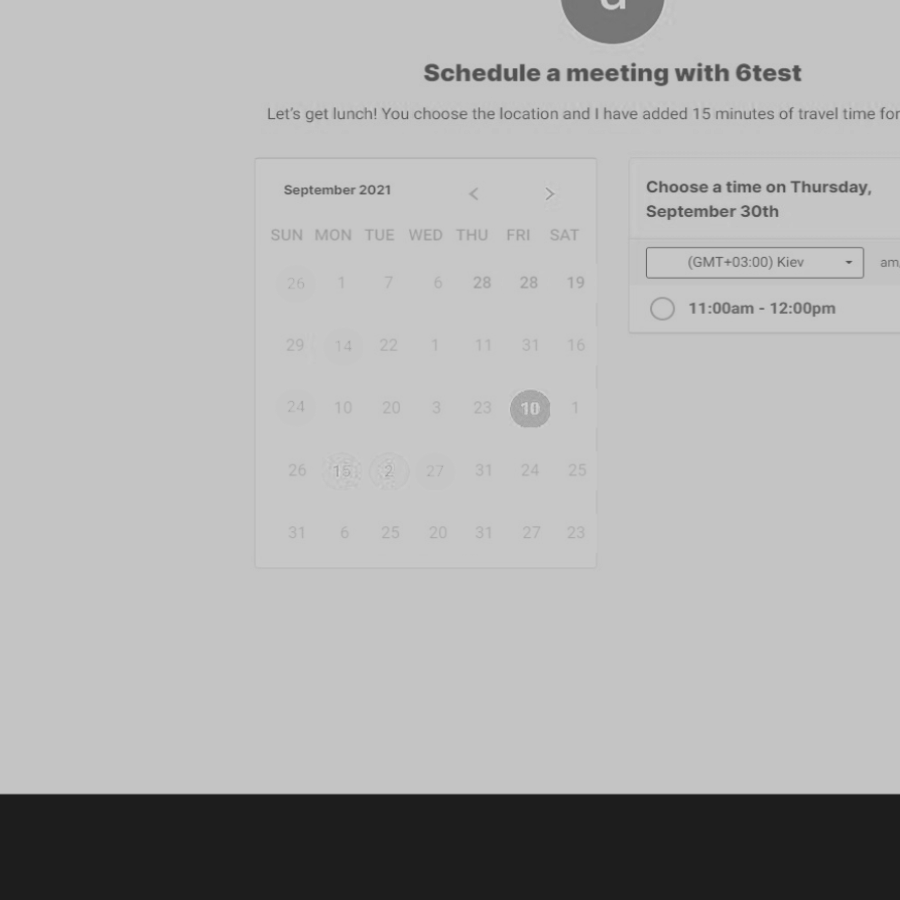 Schedule a meeting with 6test
Let's get lunch! You choose the location and I have added 15 minutes of travel time for
September 2021
SUN MON TUE WED THU FRI SAT
26 1 7 6 28 28 19
29 14 22 1 11 31 16
24 10 20 3 23 10 1
26 15 2 27 31 24 25
31 6 25 20 31 27 23
Choose a time on Thursday,
September 30th
(GMT+03:00) Kiev
11:00am - 12:00pm